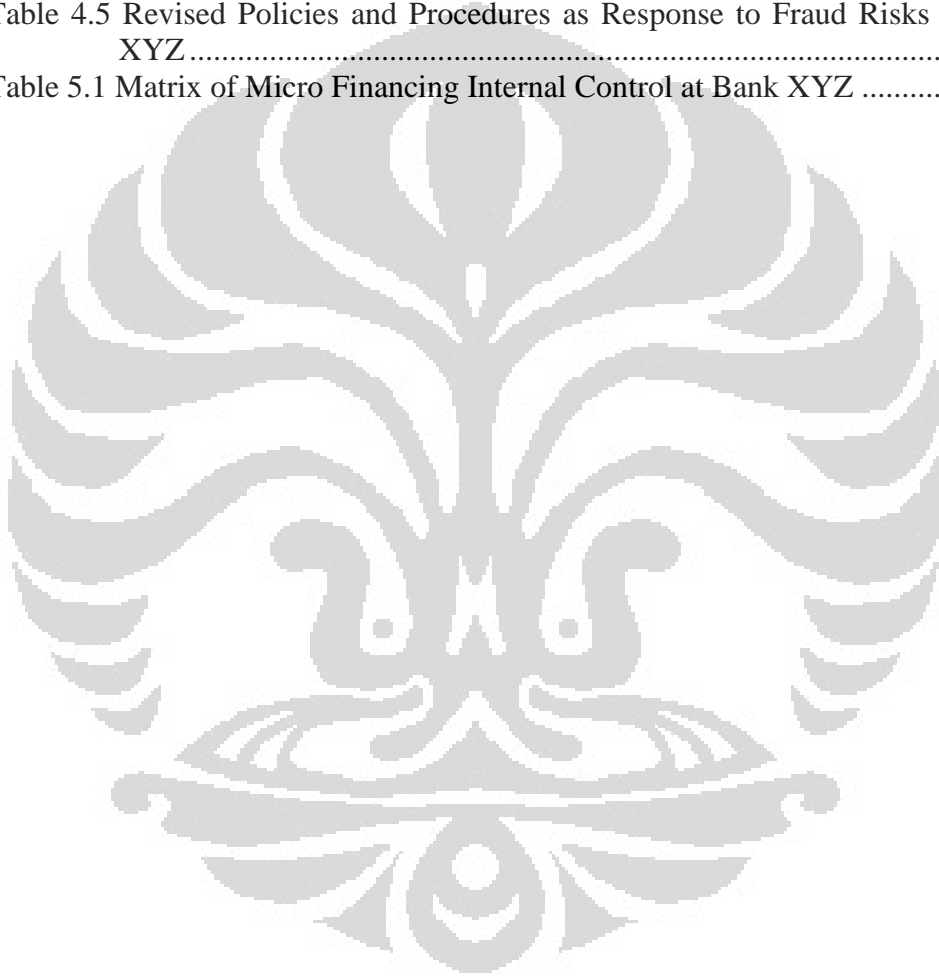 Table 4.5 Revised Policies and Procedures as Response to Fraud Risks
XYZ ..........................................................................................
Table 5.1 Matrix of Micro Financing Internal Control at Bank XYZ ..........